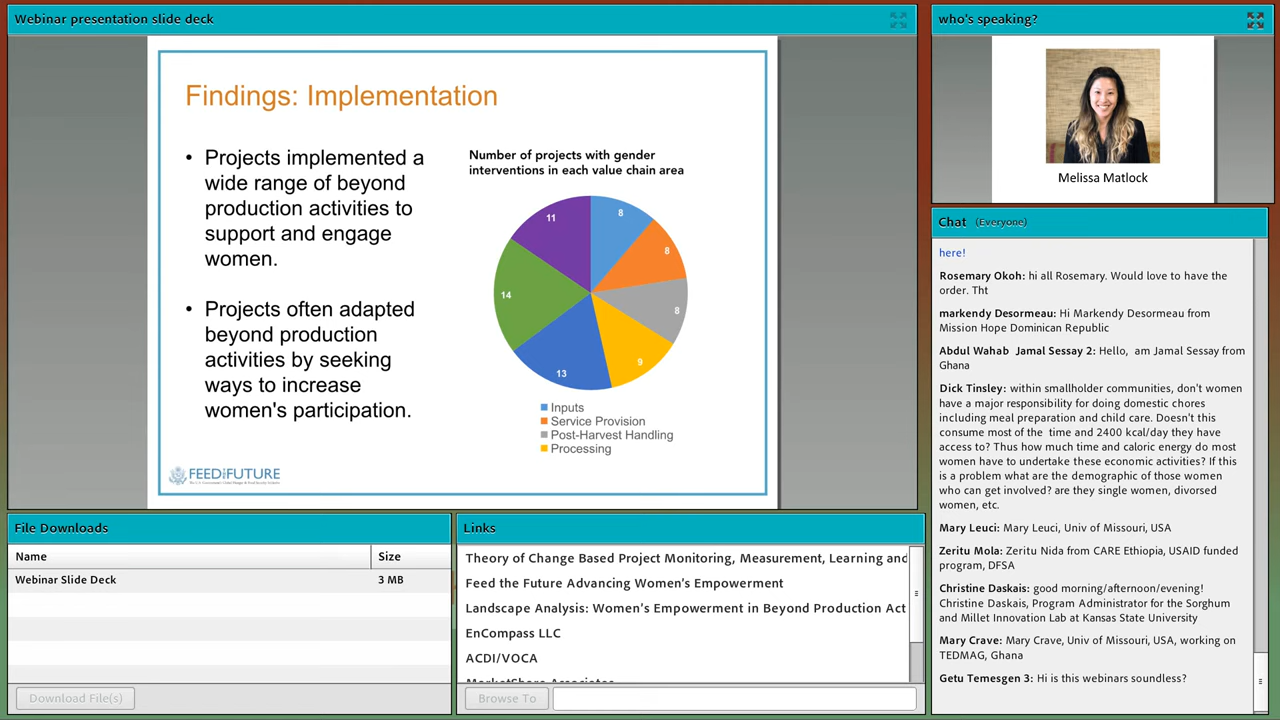 Webinar presentation slide deck
Findings: Implementation
• Projects implemented a
wide range of beyond
production activities to
support and engage
women.
• Projects often adapted
beyond production
activities by seeking
ways to increase
women's participation.
Number of projects with gender
interventions in each value chain area
8
8
8
9
13
14
11
Inputs
Service Provision
Post-Harvest Handling
Processing
FEED THE FUTURE
who's speaking?
Melissa Matlock
Chat (Everyone)
here!
Rosemary Okoh: hi all Rosemary. Would love to have the
order. Tht
markendy Desormeau: Hi Markendy Desormeau from
Mission Hope Dominican Republic
Abdul Wahab Jamal Sessay 2: Hello, am Jamal Sessay from
Ghana
Dick Tinsley: within smallholder communities, don't women
have a major responsibility for doing domestic chores
including meal preparation and child care. Doesn't this
consume most of the time and 2400 kcal/day they have
access to? Thus how much time and caloric energy do most
women have to undertake these economic activities? If this
is a problem what are the demographic of those women
who can get involved? are they single women, divorsed
women, etc.
Mary Leuci: Mary Leuci, Univ of Missouri, USA
Zeritu Mola: Zeritu Nida from CARE Ethiopia, USAID funded
program, DFSA
Christine Daskais: good morning/afternoon/evening!
Christine Daskais, Program Administrator for the Sorghum
and Millet Innovation Lab at Kansas State University
Mary Crave: Mary Crave, Univ of Missouri, USA, working on
TEDMAG, Ghana
Getu Temesgen 3: Hi is this webinars soundless?
File Downloads
Name Size
Webinar Slide Deck 3 MB
Download File(s)
Links
Theory of Change Based Project Monitoring, Measurement, Learning and
Feed the Future Advancing Women's Empowerment
Landscape Analysis: Women's Empowerment in Beyond Production Act
EnCompass LLC
ACDI/VOCA
MarketShare Associates
Browse To